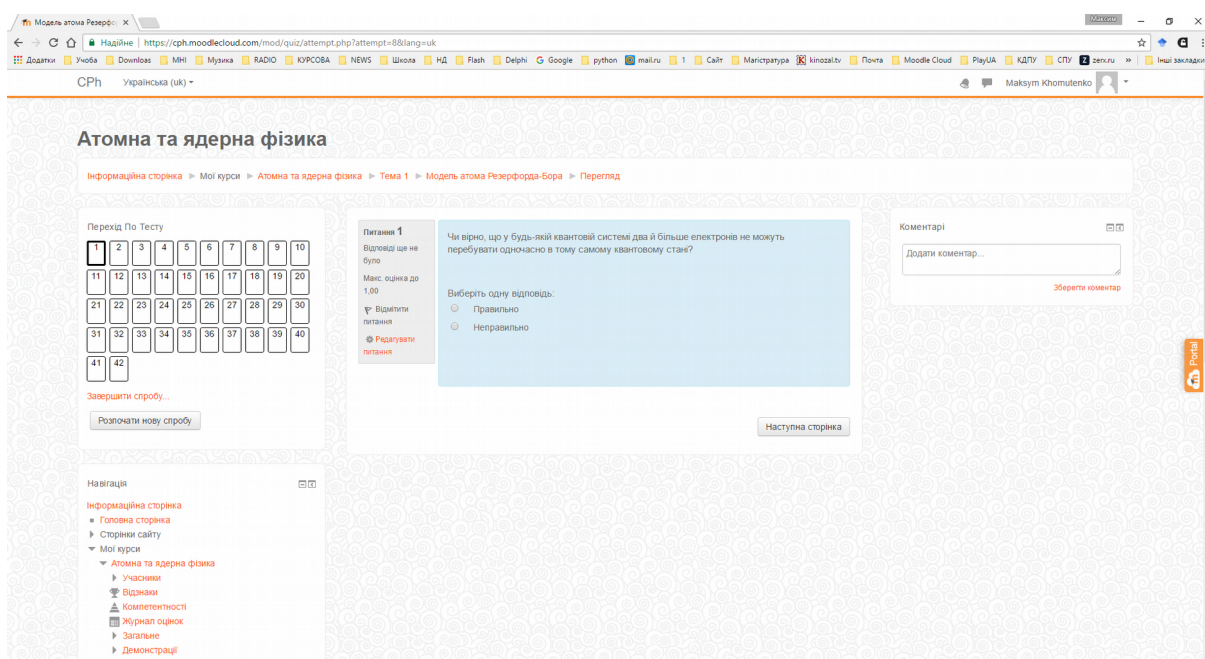 Модель атома Резерфо
Максим
Надійне | https://cph.moodlecloud.com/mod/quiz/attempt.php?attempt=8&lang=uk
Додатки Учоба Downloas МНІ Музика RADIO КУРСОВА NEWS Школа НД Flash Delphi Google python mail.ru 1 Сайт Магістратура kinozal.tv Почта Moodle Cloud PlayUA КДПУ СПУ zerx.ru » Інші закладки
CPh Українська (uk) Maksym Khomutenko
Атомна та ядерна фізика
Інформаційна сторінка Мої курси Атомна та ядерна фізика Тема 1 Модель атома Резерфорда-Бора Перегляд
Перехід По Тесту
1 2 3 4 5 6 7 8 9 10
11 12 13 14 15 16 17 18 19 20
21 22 23 24 25 26 27 28 29 30
31 32 33 34 35 36 37 38 39 40
41 42
Завершити спробу...
Розпочати нову спробу
Питання 1
Відповіді ще не
було
Макс. оцінка до
1,00
Відмітити
питання
Редагувати
питання
Чи вірно, що у будь-якій квантовій системі два й більше електронів не можуть
перебувати одночасно в тому самому квантовому стані?
Виберіть одну відповідь:
Правильно
Неправильно
Наступна сторінка
Коментарі
Додати коментар...
Зберегти коментар
Portal
Навігація
Інформаційна сторінка
Головна сторінка
Сторінки сайту
Мої курси
Атомна та ядерна фізика
Учасники
Відзнаки
Компетентності
Журнал оцінок
Загальне
Демонстрації